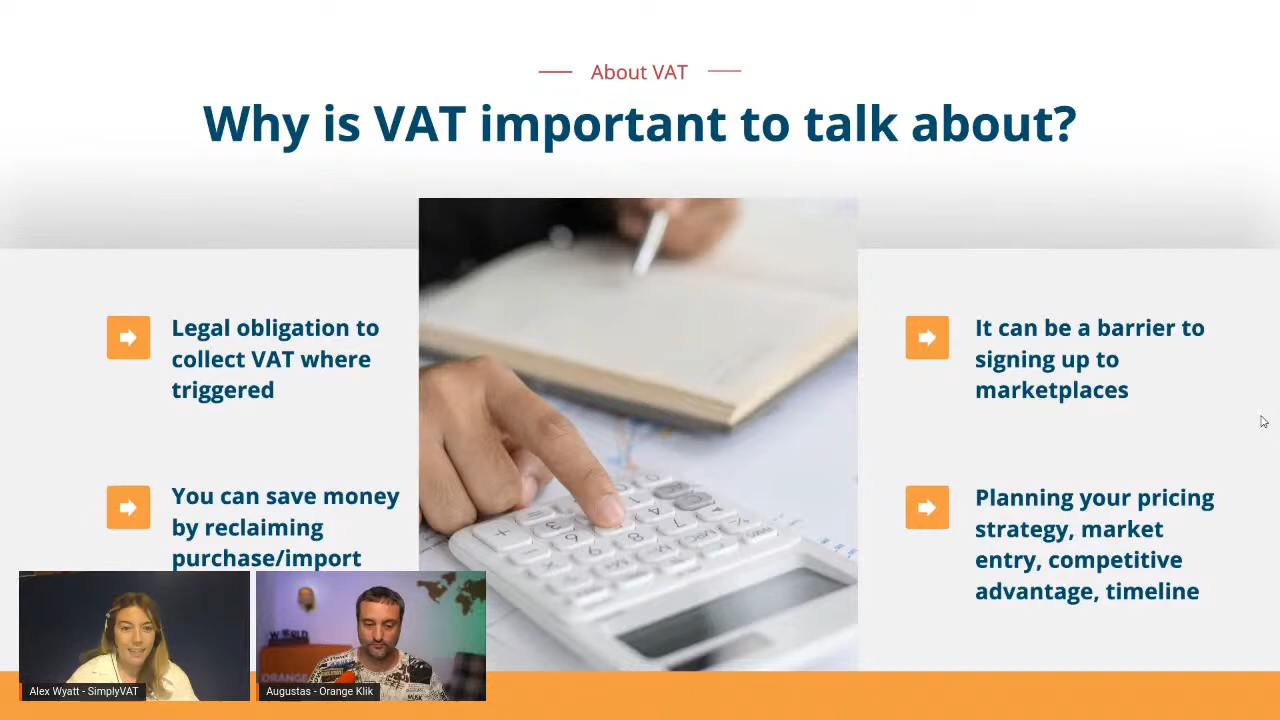 About VAT
Why is VAT important to talk about?
Legal obligation to
collect VAT where
triggered
You can save money
by reclaiming
purchase/import
It can be a barrier to
signing up to
marketplaces
Planning your pricing
strategy, market
entry, competitive
advantage, timeline
Alex Wyatt - SimplyVAT
W RLD
ORANGE
Augustas - Orange Klik